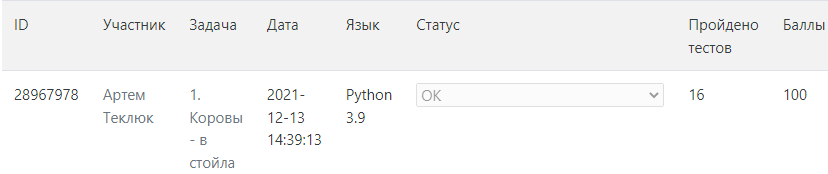 ID Участник Задача Дата Язык Статус Пройдено тестов Баллы
28967978 Артем Теклюк 1. Коровы - в стойла 2021-12-13 14:39:13 Python 3.9 OK 16 100